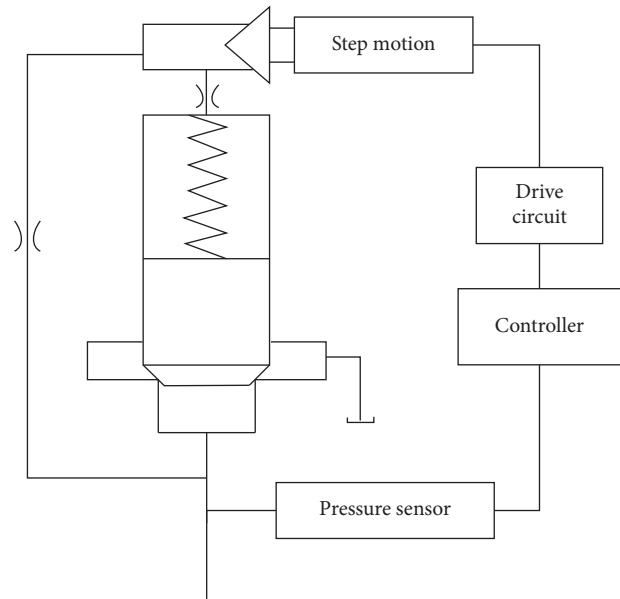 Step motion
Drive
circuit
Controller
Pressure sensor